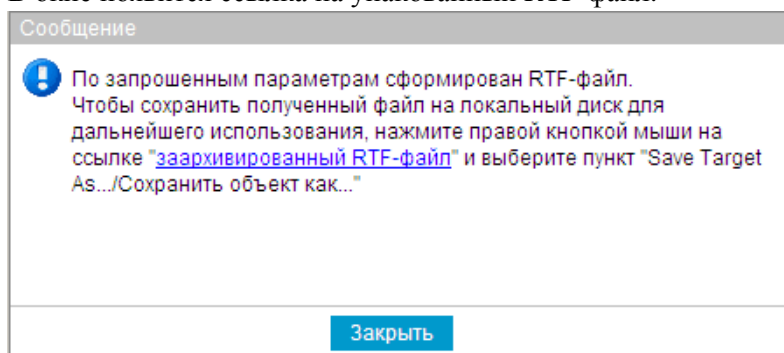 В окне появится ссылка на упакованный RTF-файл.
Сообщение
По запрошенным параметрам сформирован RTF-файл.
Чтобы сохранить полученный файл на локальный диск для
дальнейшего использования, нажмите правой кнопкой мыши на
ссылке "заархивированный RTF-файл" и выберите пункт "Save Target
As.../Сохранить объект как..."
Закрыть